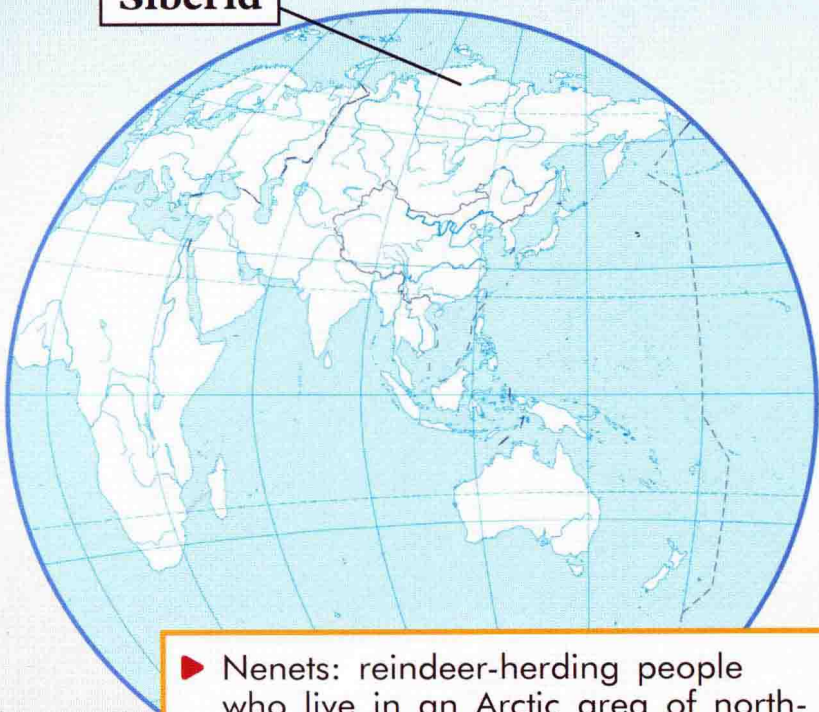 Siberia
▶ Nenets: reindeer-herding people
who live in an Arctic area of north-